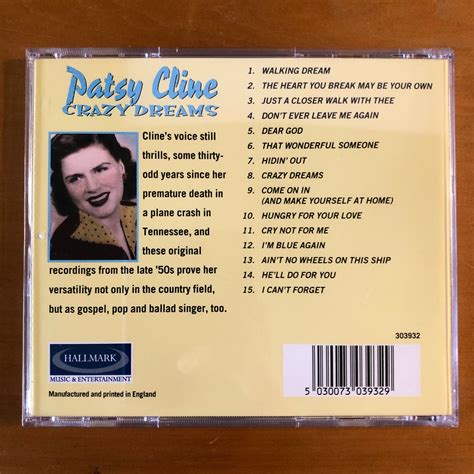 Patsy Cline
CRAZY DREAMS
Cline's voice still
thrills, some thirty-
odd years since her
premature death in
a plane crash in
Tennessee, and
these original
recordings from the late '50s prove her
versatility not only in the country field,
but as gospel, pop and ballad singer, too.
1. WALKING DREAM
2. THE HEART YOU BREAK MAY BE YOUR OWN
3. JUST A CLOSER WALK WITH THEE
4. DON'T EVER LEAVE ME AGAIN
5. DEAR GOD
6. THAT WONDERFUL SOMEONE
7. HIDIN' OUT
8. CRAZY DREAMS
9. COME ON IN
(AND MAKE YOURSELF AT HOME)
10. HUNGRY FOR YOUR LOVE
11. CRY NOT FOR ME
12. I'M BLUE AGAIN
13. AIN'T NO WHEELS ON THIS SHIP
14. HE'LL DO FOR YOU
15. I CAN'T FORGET
303932
HALLMARK
MUSIC & ENTERTAINMENT
Manufactured and printed in England
5 030073 039329